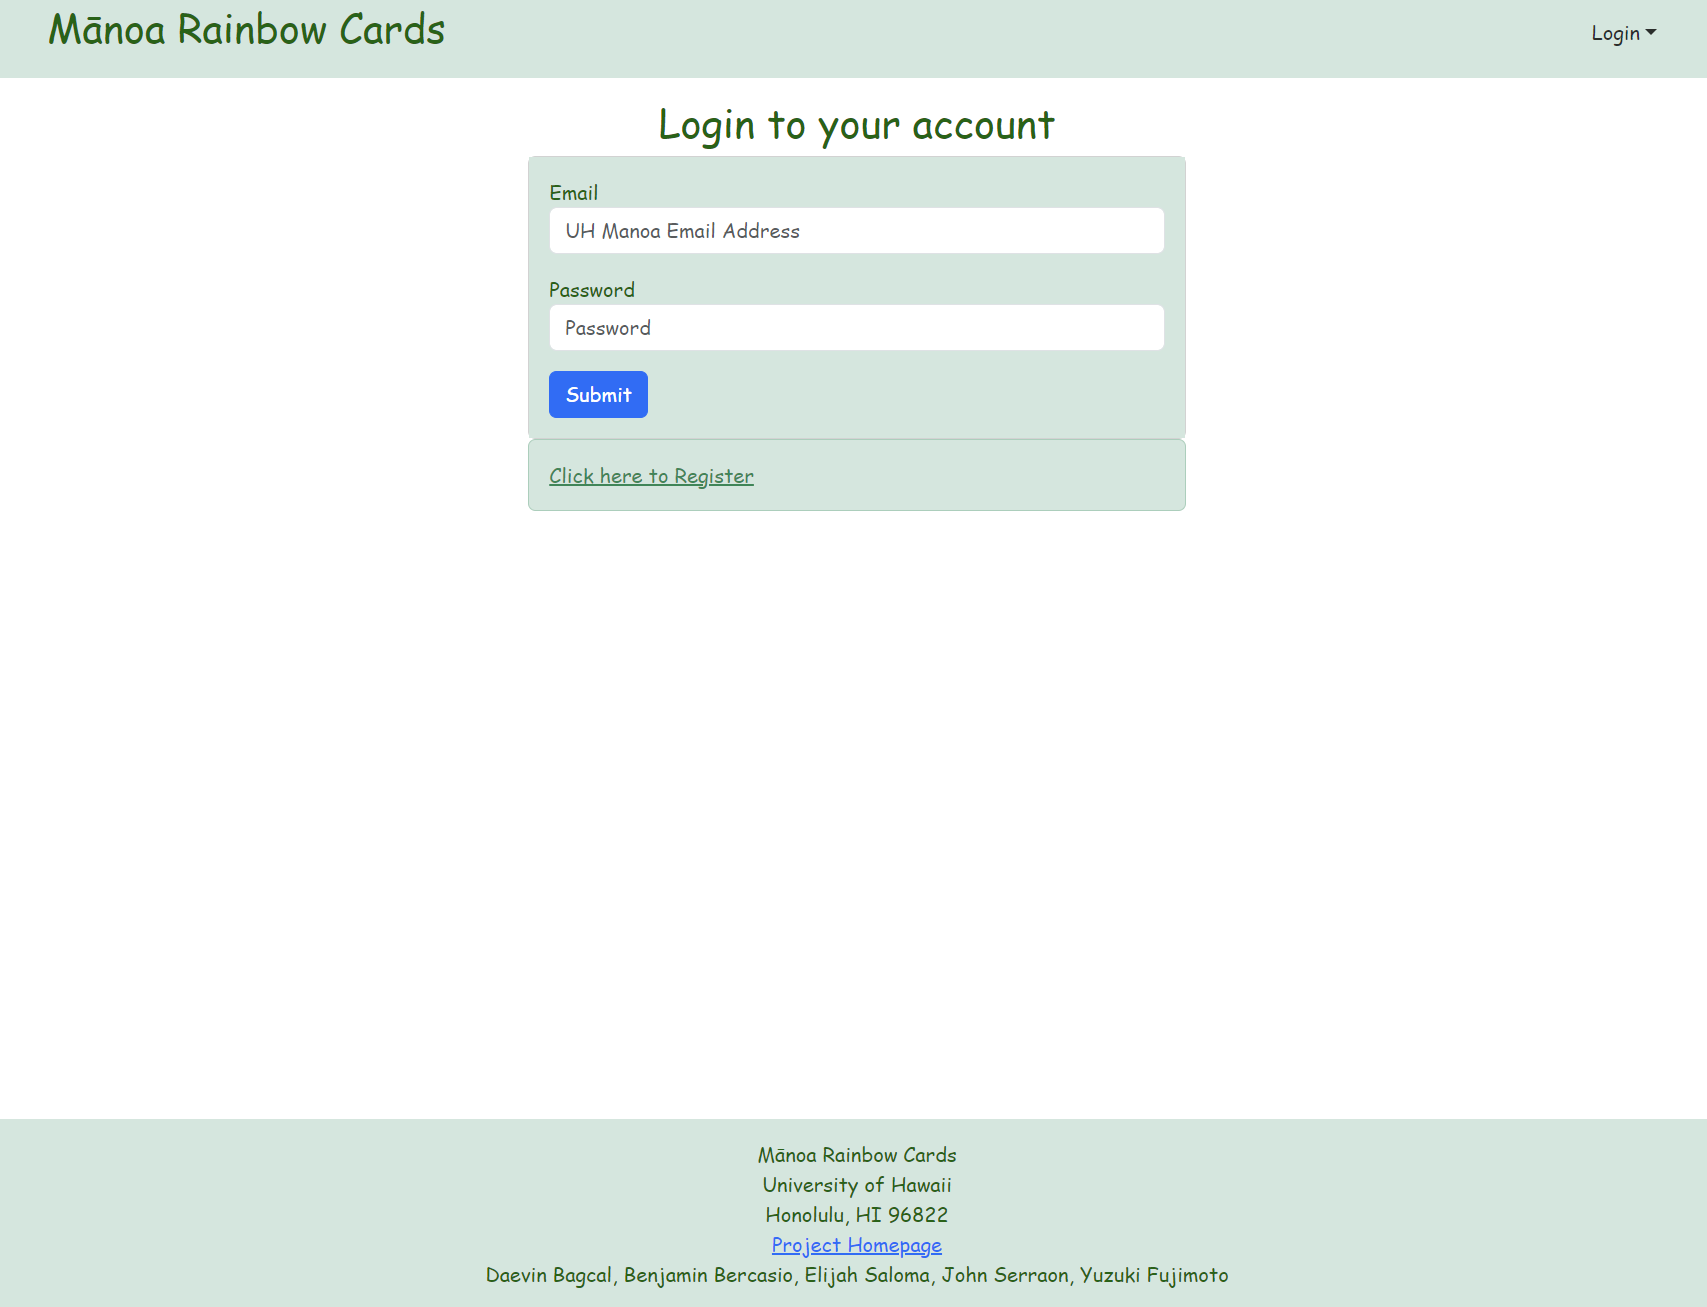 Mānoa Rainbow Cards
Login
Login to your account
Email
UH Manoa Email Address
Password
Password
Submit
Click here to Register
Mānoa Rainbow Cards
University of Hawaii
Honolulu, HI 96822
Project Homepage
Daevin Bagcal, Benjamin Bercasio, Elijah Saloma, John Serraon, Yuzuki Fujimoto